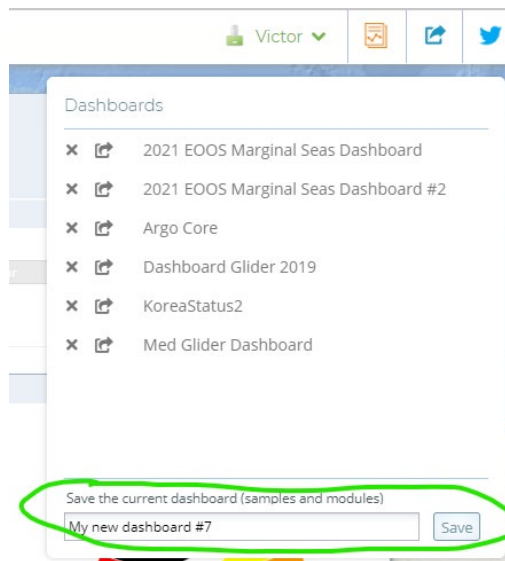 Victor
Dashboards
2021 EOOS Marginal Seas Dashboard
2021 EOOS Marginal Seas Dashboard #2
Argo Core
Dashboard Glider 2019
KoreaStatus2
Med Glider Dashboard
Save the current dashboard (samples and modules)
My new dashboard #7
Save